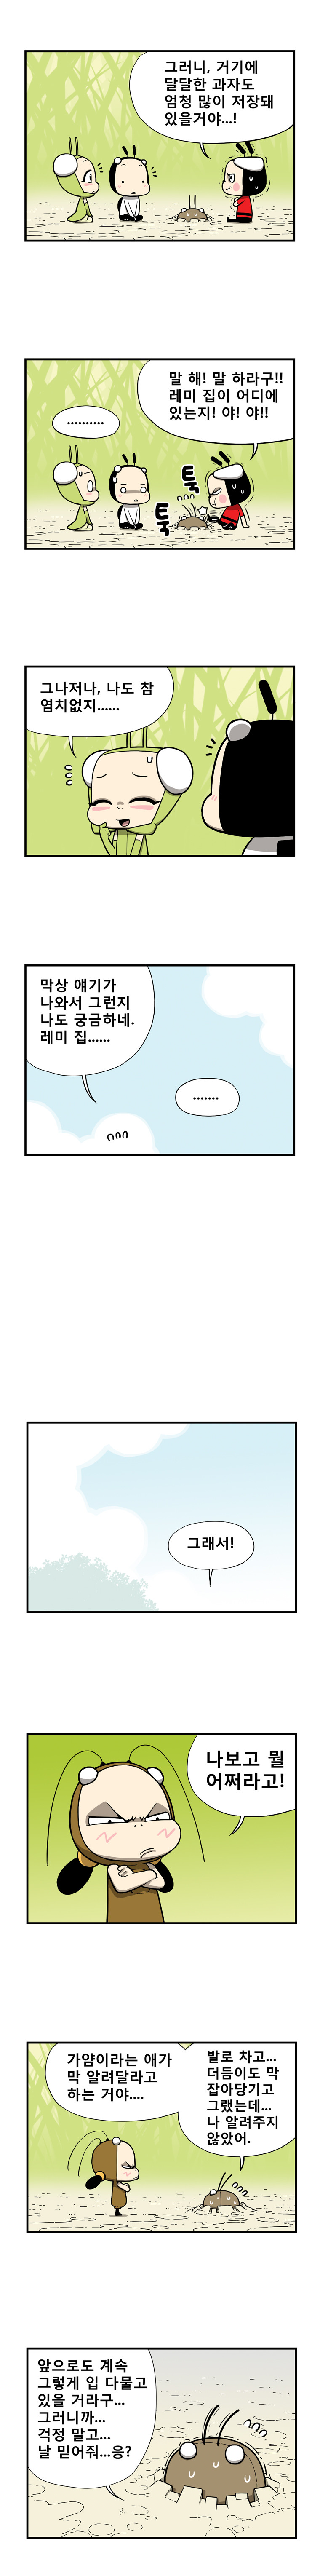 그러니, 거기에
달달한 과자도
엄청 많이 저장돼
있을거야...!
말 해! 말 하라구!!
레미 집이 어디에
있는지! 야! 야!!
..........
툭
툭
그나저나, 나도 참
염치없지......
막상 얘기가
나와서 그런지
나도 궁금하네.
레미 집......
.......
그래서!
나보고 뭘
어쩌라고!
가얌이라는 애가
막 알려달라고
하는 거야....
발로 차고...
더듬이도 막
잡아당기고
그랬는데...
나 알려주지
않았어.
앞으로도 계속
그렇게 입 다물고
있을 거라구...
그러니까...
걱정 말고...
날 믿어줘...응?